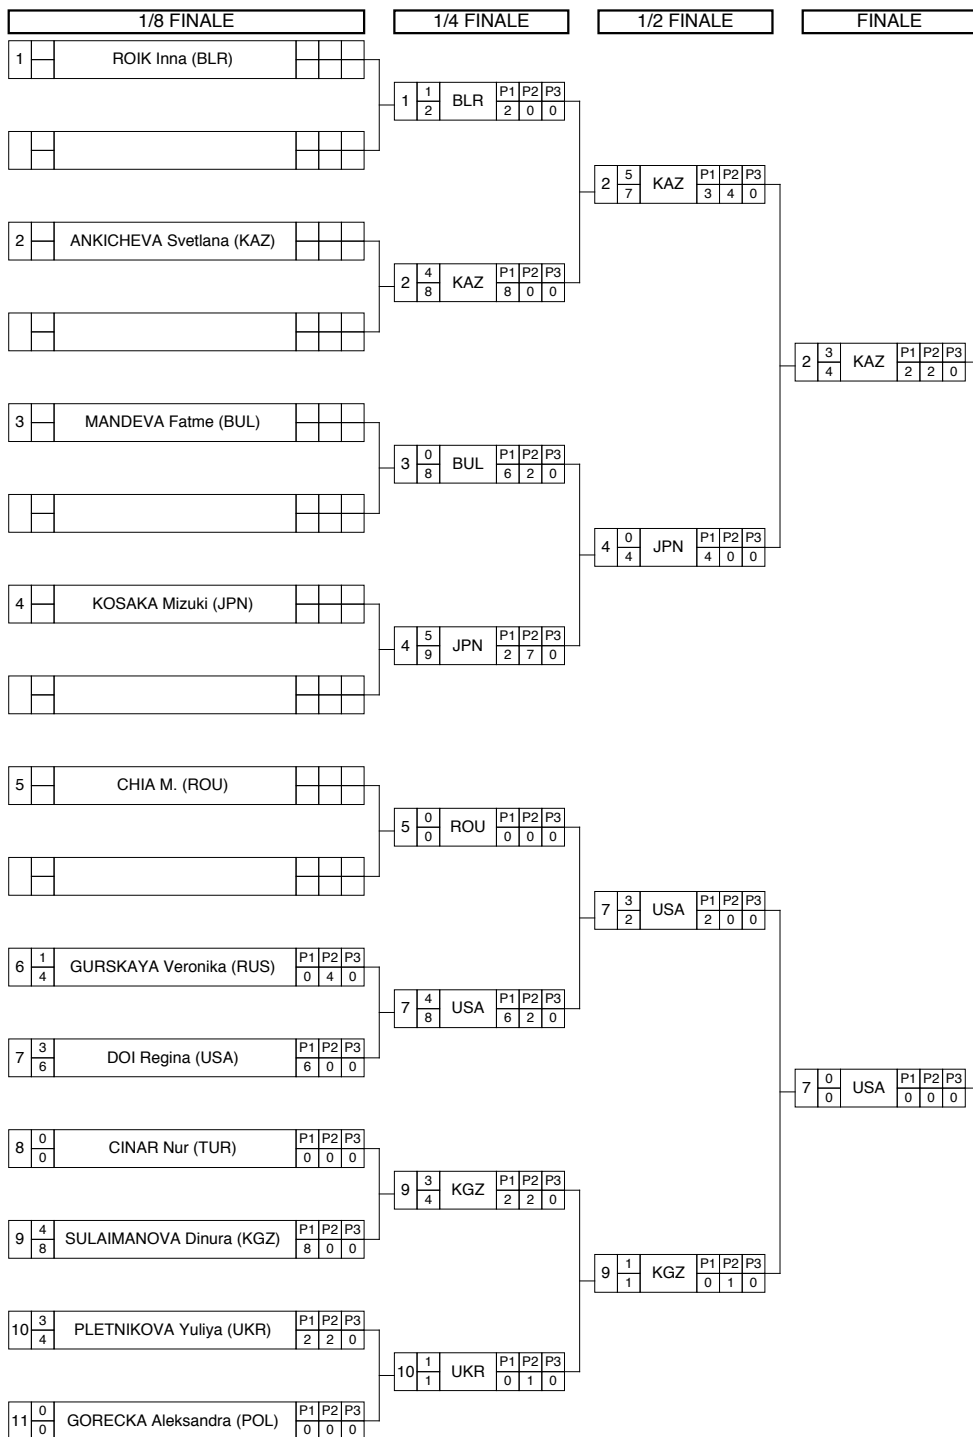 1/8 FINALE 1/4 FINALE 1/2 FINALE FINALE
1 ROIK Inna (BLR)
1 1 BLR P1 P2 P3
2 2 0 0
2 5 KAZ P1 P2 P3
7 3 4 0
2 ANKICHEVA Svetlana (KAZ)
2 4 KAZ P1 P2 P3
8 8 0 0
2 3 KAZ P1 P2 P3
4 2 2 0
3 MANDEVA Fatme (BUL)
3 0 BUL P1 P2 P3
8 6 2 0
4 0 JPN P1 P2 P3
4 4 0 0
4 KOSAKA Mizuki (JPN)
4 5 JPN P1 P2 P3
9 2 7 0
5 CHIA M. (ROU)
5 0 ROU P1 P2 P3
0 0 0 0
7 3 USA P1 P2 P3
2 2 0 0
6 1 GURSKAYA Veronika (RUS) P1 P2 P3
4 0 4 0
7 4 USA P1 P2 P3
8 6 2 0
7 3 DOI Regina (USA) P1 P2 P3
6 6 0 0
7 0 USA P1 P2 P3
0 0 0 0
8 0 CINAR Nur (TUR) P1 P2 P3
0 0 0 0
9 3 KGZ P1 P2 P3
4 2 2 0
9 4 SULAIMANOVA Dinura (KGZ) P1 P2 P3
8 8 0 0
9 1 KGZ P1 P2 P3
1 0 1 0
10 3 PLETNIKOVA Yuliya (UKR) P1 P2 P3
4 2 2 0
10 1 UKR P1 P2 P3
1 0 1 0
11 0 GORECKA Aleksandra (POL) P1 P2 P3
0 0 0 0